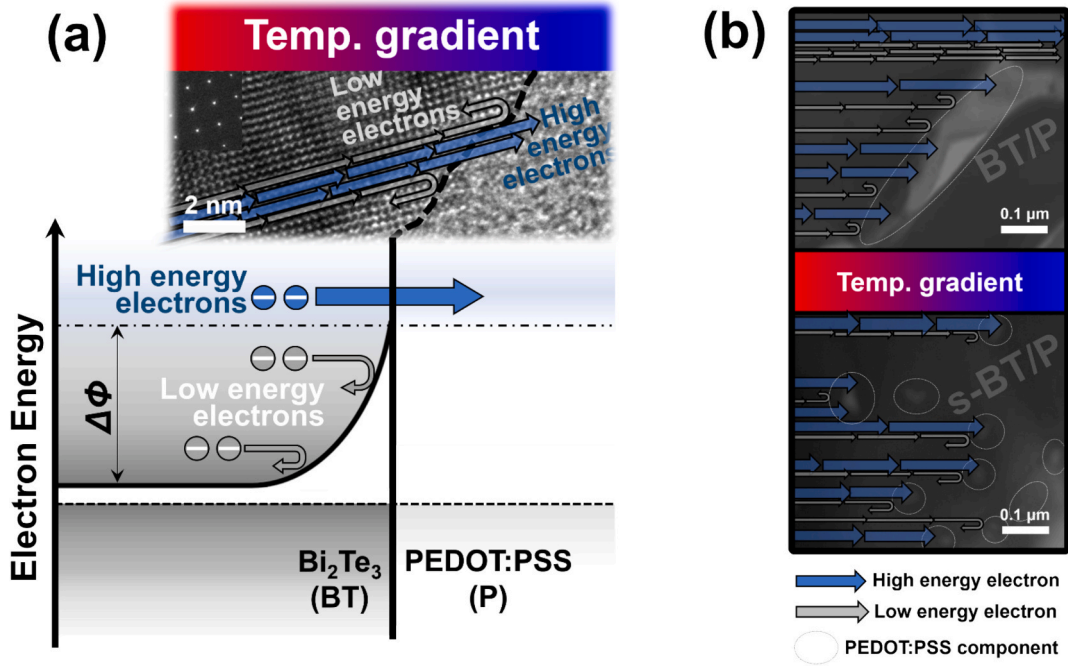 (a)
Temp. gradient
Low
energy
electrons
High
energy
electrons
2 nm
High energy
electrons
Low energy
electrons
ΔΦ
Electron Energy
Bi₂Te₃
(BT)
PEDOT:PSS
(P)
(b)
BT/P
0.1 µm
Temp. gradient
s-BT/P
0.1 µm
High energy electron
Low energy electron
PEDOT:PSS component